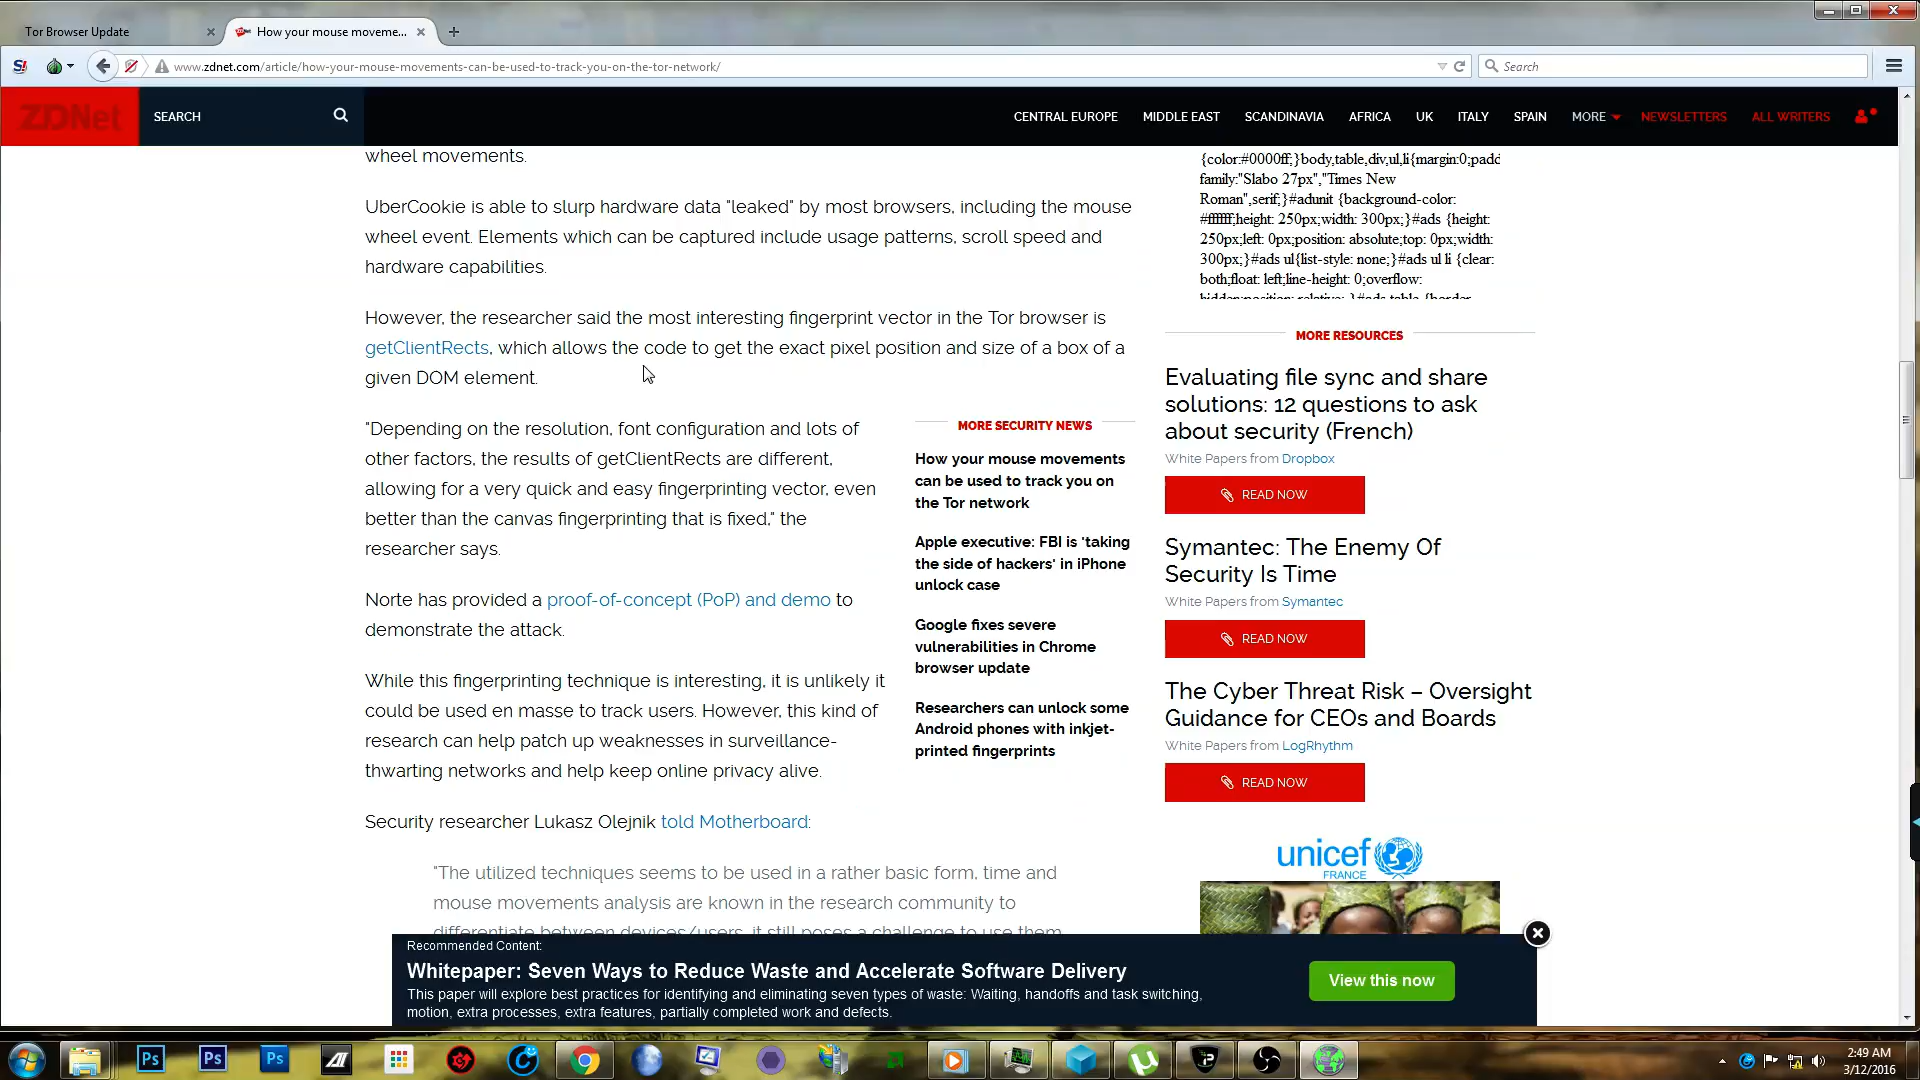 Tor Browser Update
How your mouse moveme...
www.zdnet.com/article/how-your-mouse-movements-can-be-used-to-track-you-on-the-tor-network/
Search
ZDNet
SEARCH
CENTRAL EUROPE
MIDDLE EAST
SCANDINAVIA
AFRICA
UK
ITALY
SPAIN
MORE
NEWSLETTERS
ALL WRITERS
wheel movements.
UberCookie is able to slurp hardware data "leaked" by most browsers, including the mouse
wheel event. Elements which can be captured include usage patterns, scroll speed and
hardware capabilities.
However, the researcher said the most interesting fingerprint vector in the Tor browser is
getClientRects, which allows the code to get the exact pixel position and size of a box of a
given DOM element.
"Depending on the resolution, font configuration and lots of
other factors, the results of getClientRects are different,
allowing for a very quick and easy fingerprinting vector, even
better than the canvas fingerprinting that is fixed," the
researcher says.
Norte has provided a proof-of-concept (PoP) and demo to
demonstrate the attack.
While this fingerprinting technique is interesting, it is unlikely it
could be used en masse to track users. However, this kind of
research can help patch up weaknesses in surveillance-
thwarting networks and help keep online privacy alive.
Security researcher Lukasz Olejnik told Motherboard:
"The utilized techniques seems to be used in a rather basic form, time and
mouse movements analysis are known in the research community to
differentiate between devices/users, it still poses a challenge to use them
MORE SECURITY NEWS
How your mouse movements
can be used to track you on
the Tor network
Apple executive: FBI is 'taking
the side of hackers' in iPhone
unlock case
Google fixes severe
vulnerabilities in Chrome
browser update
Researchers can unlock some
Android phones with inkjet-
printed fingerprints
{color:#0000ff;}body,table,div,ul,li{margin:0;padd
family:"Slabo 27px","Times New
Roman",serif;}#adunit {background-color:
#ffffff;height: 250px;width: 300px;}#ads {height:
250px;left: 0px;position: absolute;top: 0px;width:
300px;}#ads ul{list-style: none;}#ads ul li {clear:
both;float: left;line-height: 0;overflow:
hidden;position: relative; }#ads table {border
MORE RESOURCES
Evaluating file sync and share
solutions: 12 questions to ask
about security (French)
White Papers from Dropbox
READ NOW
Symantec: The Enemy Of
Security Is Time
White Papers from Symantec
READ NOW
The Cyber Threat Risk – Oversight
Guidance for CEOs and Boards
White Papers from LogRhythm
READ NOW
unicef
FRANCE
Recommended Content:
Whitepaper: Seven Ways to Reduce Waste and Accelerate Software Delivery
This paper will explore best practices for identifying and eliminating seven types of waste: Waiting, handoffs and task switching,
motion, extra processes, extra features, partially completed work and defects.
View this now
Ps
Ps
Ps
2:49 AM
3/12/2016